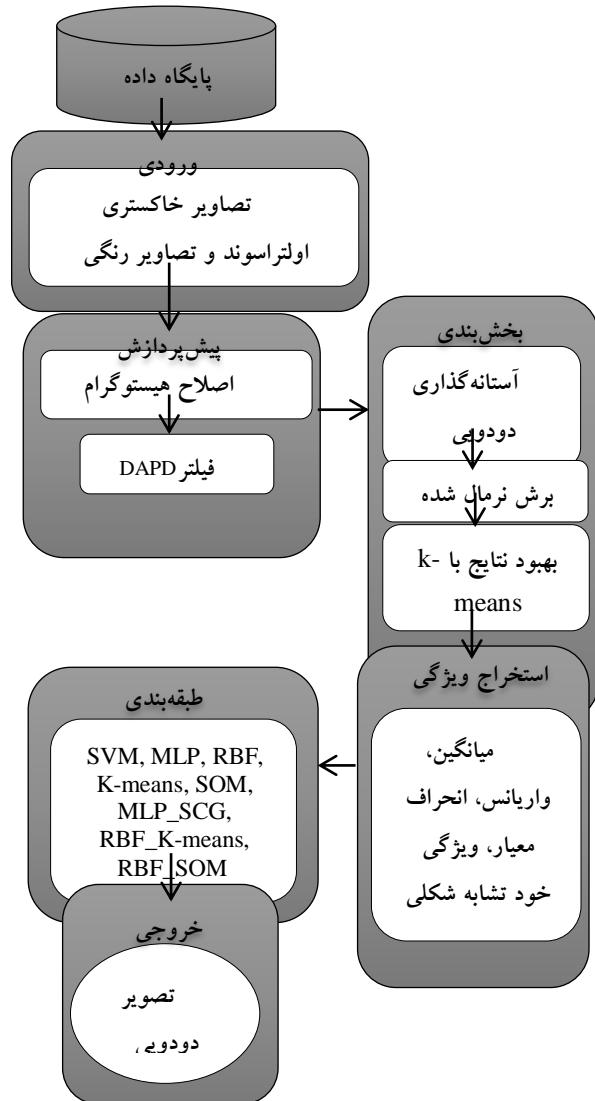 پایگاه داده
ورودی
تصاویر خاکستری
اولتراسوند و تصاویر رنگی
پیش‌پردازش
اصلاح هیستوگرام
فیلتر DAPD
بخش‌بندی
آستانه‌گذاری
دودویی
برش نرمال شده
بهبود نتایج با k-
means
استخراج ویژگی
میانگین،
واریانس، انحراف
معیار، ویژگی
خود تشابه شکلی
طبقه‌بندی
SVM, MLP, RBF,
K-means, SOM,
MLP_SCG,
RBF_K-means,
RBF_SOM
خروجی
تصویر
دودویی